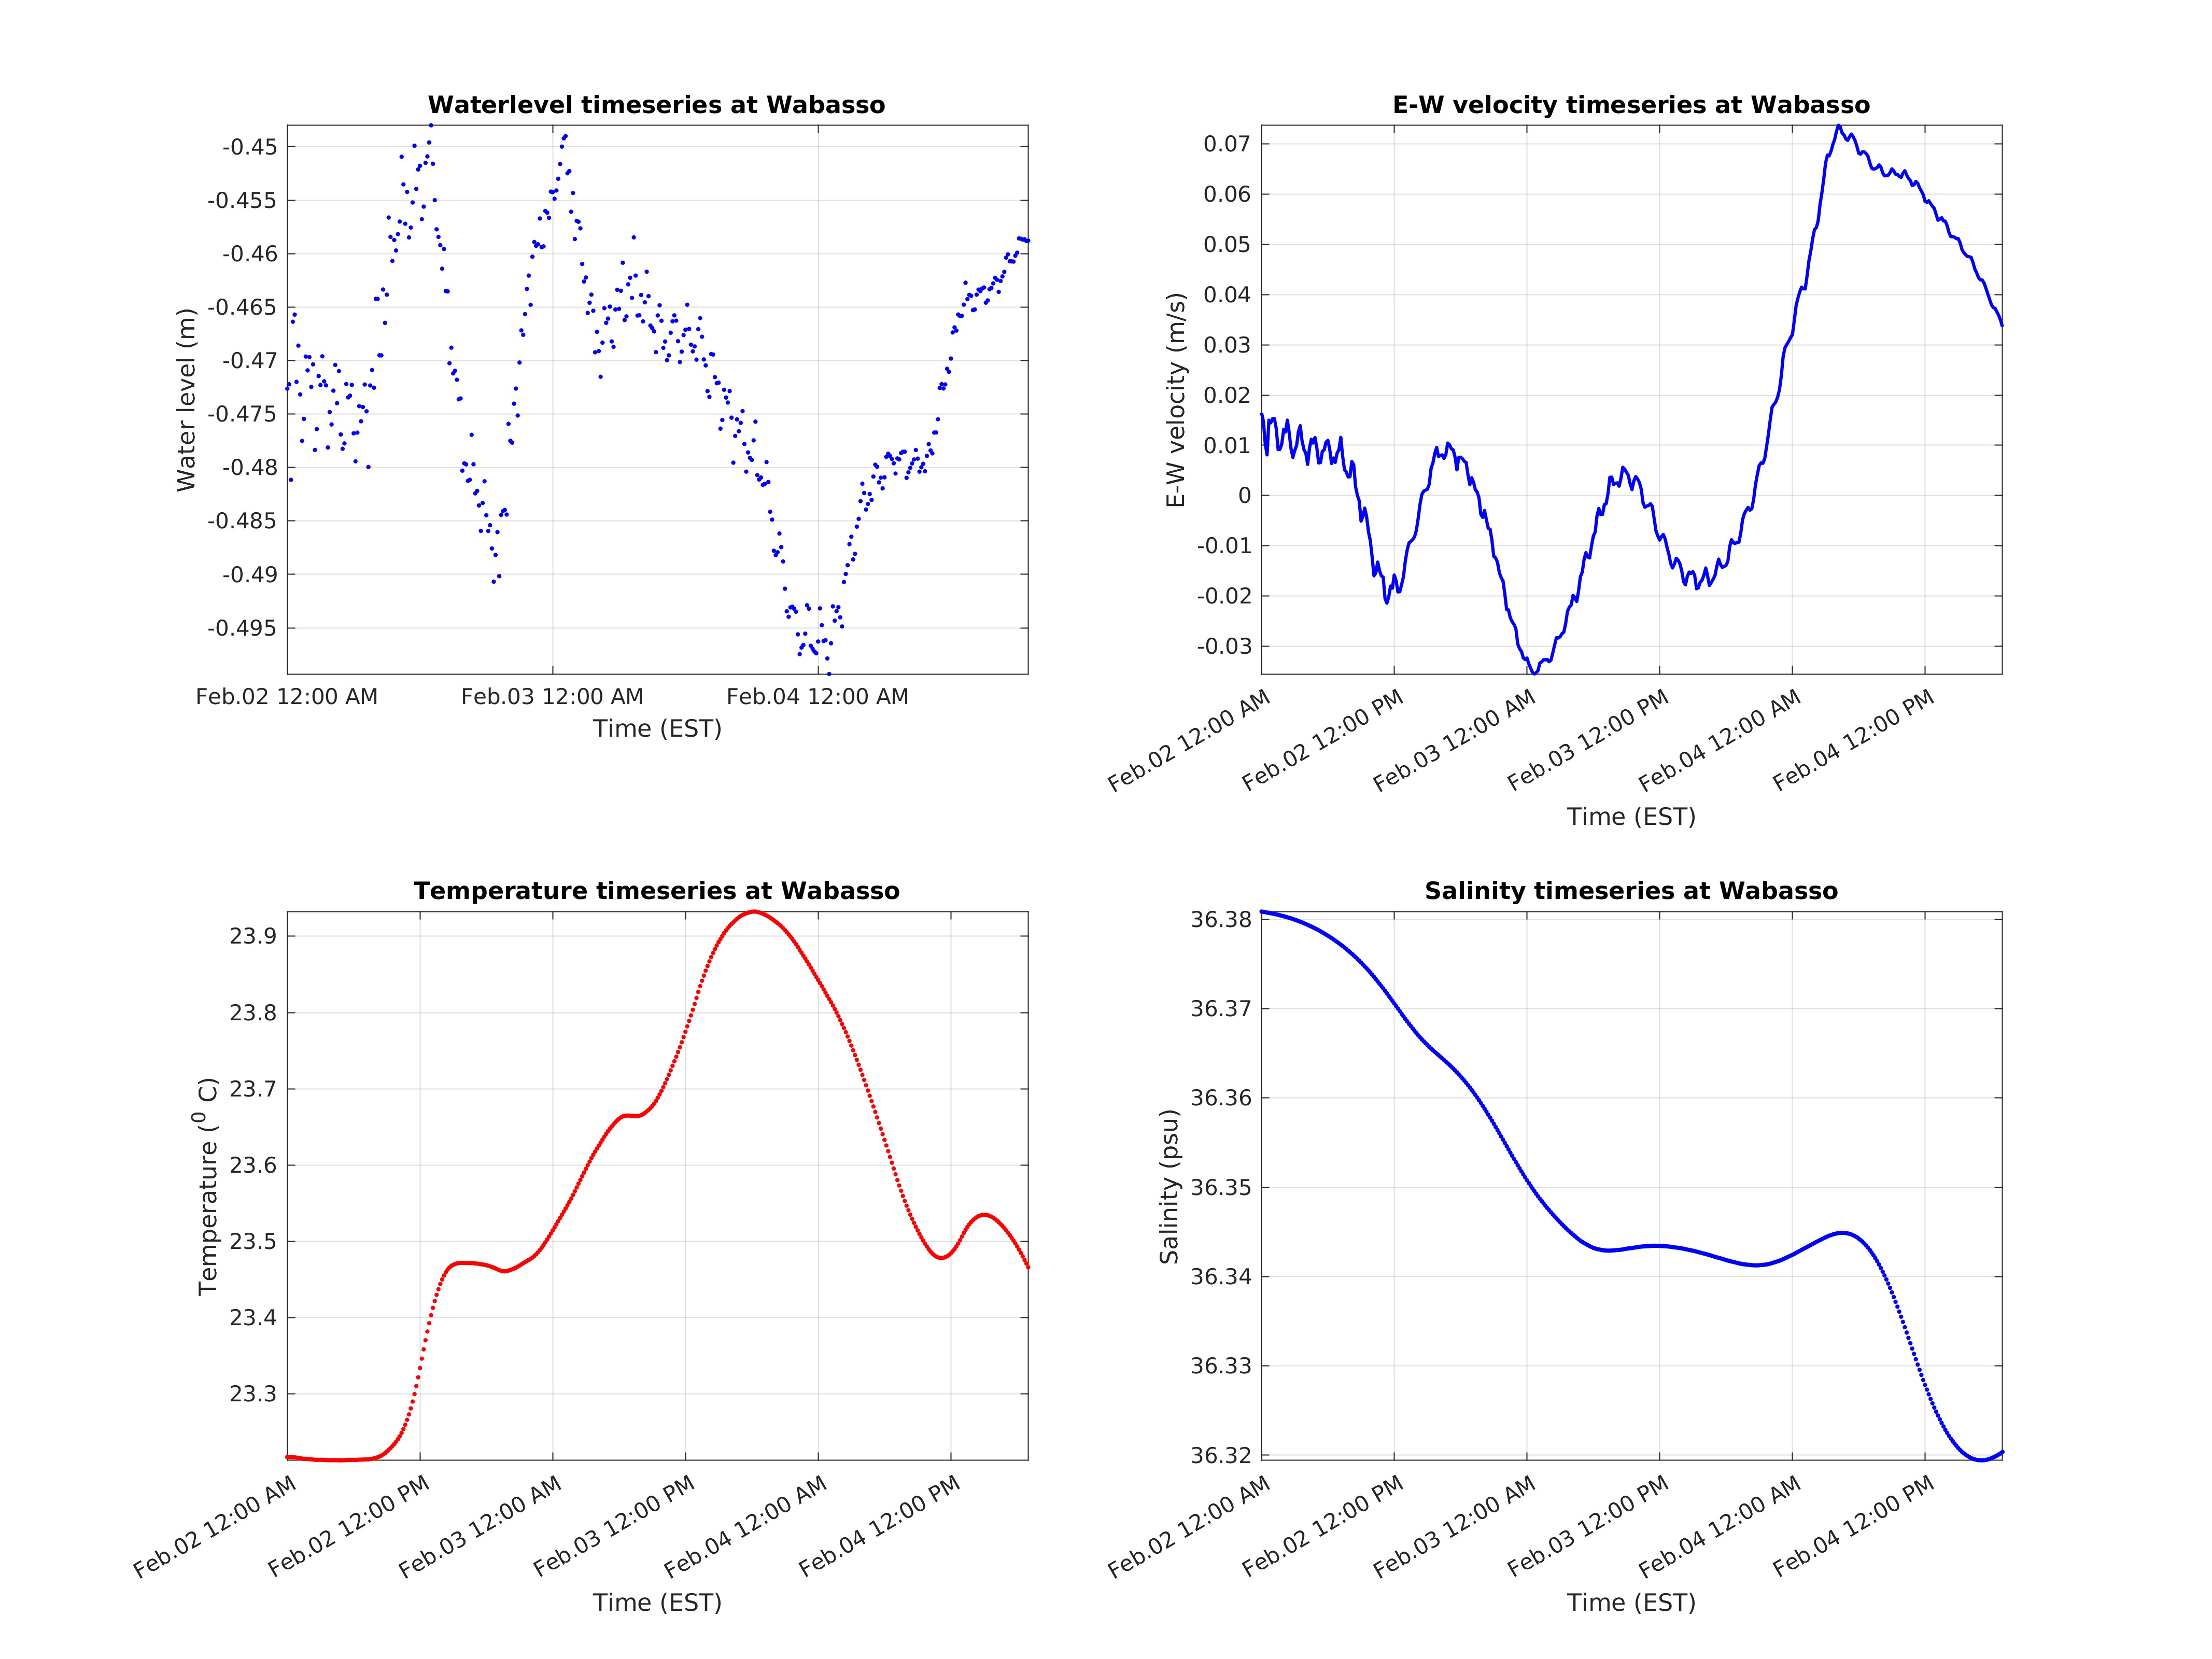 Waterlevel timeseries at Wabasso
-0.45
-0.455
-0.46
-0.465
-0.47
-0.475
-0.48
-0.485
-0.49
-0.495
Water level (m)
Feb.02 12:00 AM Feb.03 12:00 AM Feb.04 12:00 AM
Time (EST)
E-W velocity timeseries at Wabasso
0.07
0.06
0.05
0.04
0.03
0.02
0.01
0
-0.01
-0.02
-0.03
E-W velocity (m/s)
Feb.02 12:00 AM
Feb.02 12:00 PM
Feb.03 12:00 AM
Feb.03 12:00 PM
Feb.04 12:00 AM
Feb.04 12:00 PM
Time (EST)
Temperature timeseries at Wabasso
23.9
23.8
23.7
23.6
23.5
23.4
23.3
Temperature (⁰ C)
Feb.02 12:00 AM
Feb.02 12:00 PM
Feb.03 12:00 AM
Feb.03 12:00 PM
Feb.04 12:00 AM
Feb.04 12:00 PM
Time (EST)
Salinity timeseries at Wabasso
36.38
36.37
36.36
36.35
36.34
36.33
36.32
Salinity (psu)
Feb.02 12:00 AM
Feb.02 12:00 PM
Feb.03 12:00 AM
Feb.03 12:00 PM
Feb.04 12:00 AM
Feb.04 12:00 PM
Time (EST)